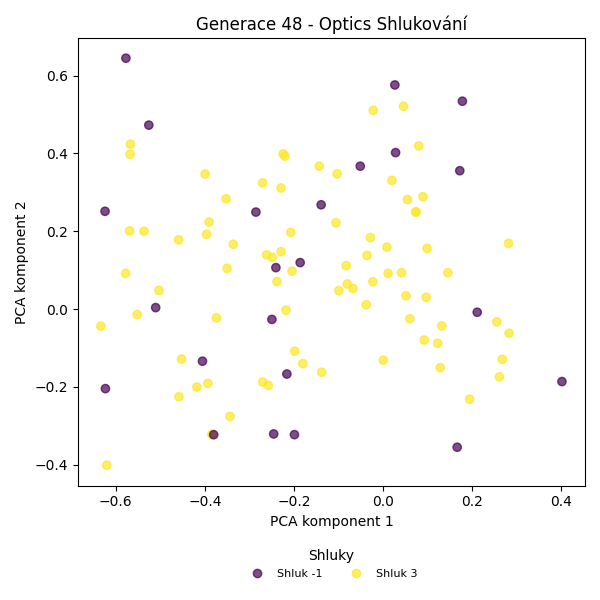 Generace 48 - Optics Shlukování
PCA komponent 2
0.6
0.4
0.2
0.0
−0.2
−0.4
−0.6 −0.4 −0.2 0.0 0.2 0.4
PCA komponent 1
Shluky
Shluk -1 Shluk 3